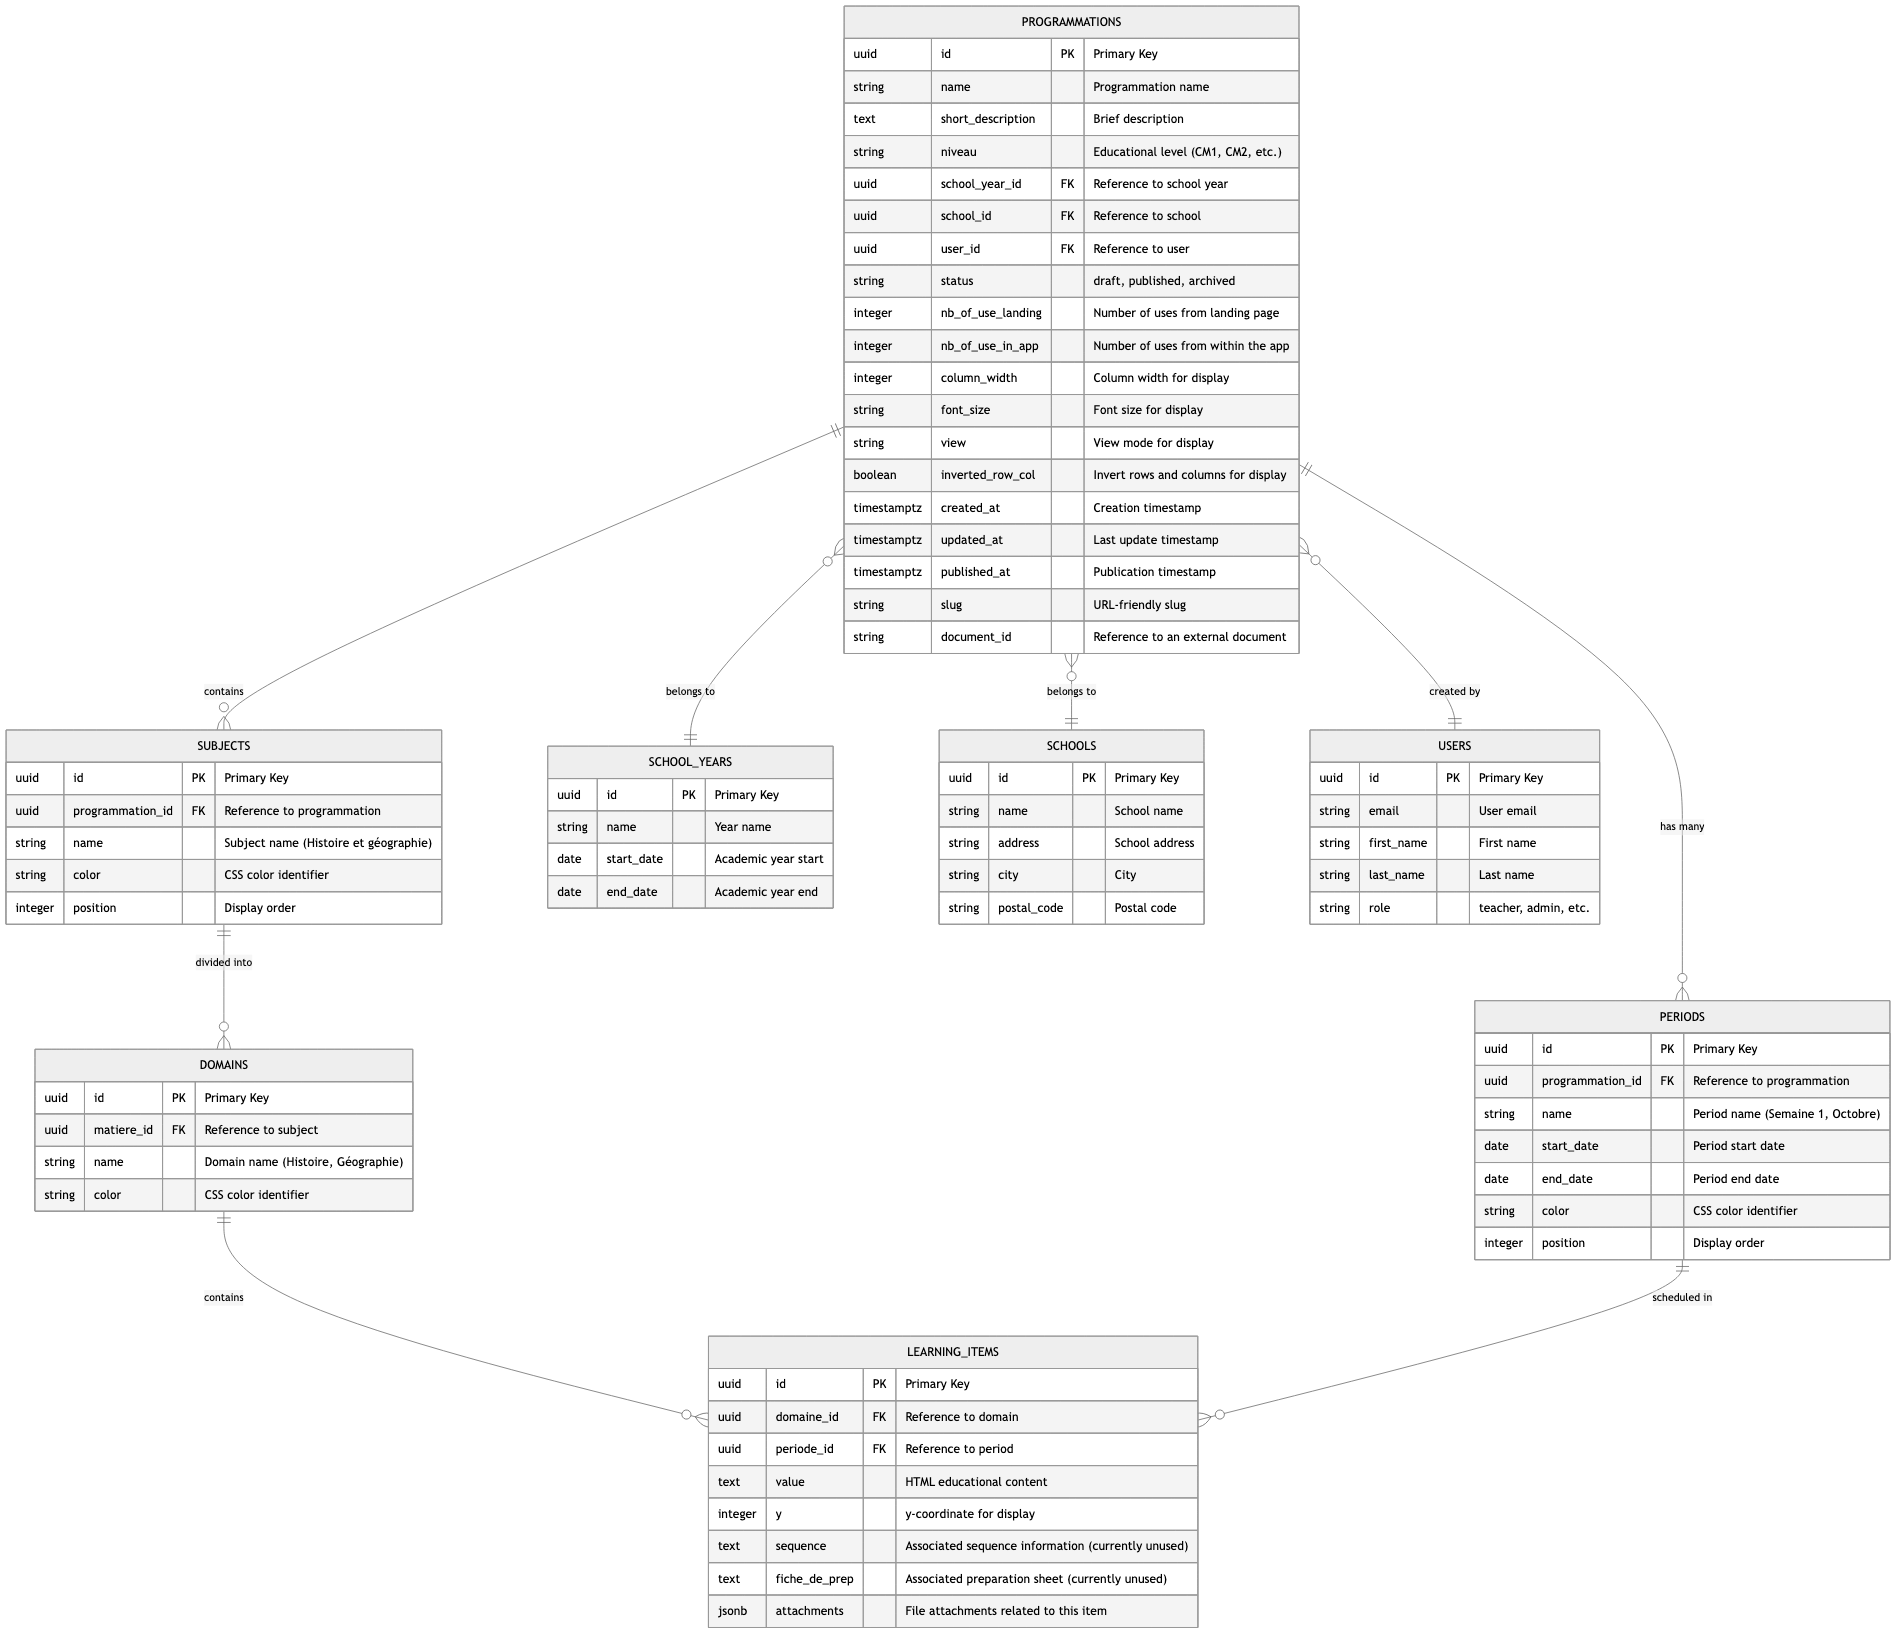 PROGRAMMATIONS
uuid id PK Primary Key
string name Programmation name
text short_description Brief description
string niveau Educational level (CM1, CM2, etc.)
uuid school_year_id FK Reference to school year
uuid school_id FK Reference to school
uuid user_id FK Reference to user
string status draft, published, archived
integer nb_of_use_landing Number of uses from landing page
integer nb_of_use_in_app Number of uses from within the app
integer column_width Column width for display
string font_size Font size for display
string view View mode for display
boolean inverted_row_col Invert rows and columns for display
timestamptz created_at Creation timestamp
timestamptz updated_at Last update timestamp
timestamptz published_at Publication timestamp
string slug URL-friendly slug
string document_id Reference to an external document
contains
belongs to
belongs to
created by
has many
SUBJECTS
uuid id PK Primary Key
uuid programmation_id FK Reference to programmation
string name Subject name (Histoire et géographie)
string color CSS color identifier
integer position Display order
SCHOOL_YEARS
uuid id PK Primary Key
string name Year name
date start_date Academic year start
date end_date Academic year end
SCHOOLS
uuid id PK Primary Key
string name School name
string address School address
string city City
string postal_code Postal code
USERS
uuid id PK Primary Key
string email User email
string first_name First name
string last_name Last name
string role teacher, admin, etc.
divided into
DOMAINS
uuid id PK Primary Key
uuid matiere_id FK Reference to subject
string name Domain name (Histoire, Géographie)
string color CSS color identifier
PERIODS
uuid id PK Primary Key
uuid programmation_id FK Reference to programmation
string name Period name (Semaine 1, Octobre)
date start_date Period start date
date end_date Period end date
string color CSS color identifier
integer position Display order
contains
scheduled in
LEARNING_ITEMS
uuid id PK Primary Key
uuid domaine_id FK Reference to domain
uuid periode_id FK Reference to period
text value HTML educational content
integer y y-coordinate for display
text sequence Associated sequence information (currently unused)
text fiche_de_prep Associated preparation sheet (currently unused)
jsonb attachments File attachments related to this item